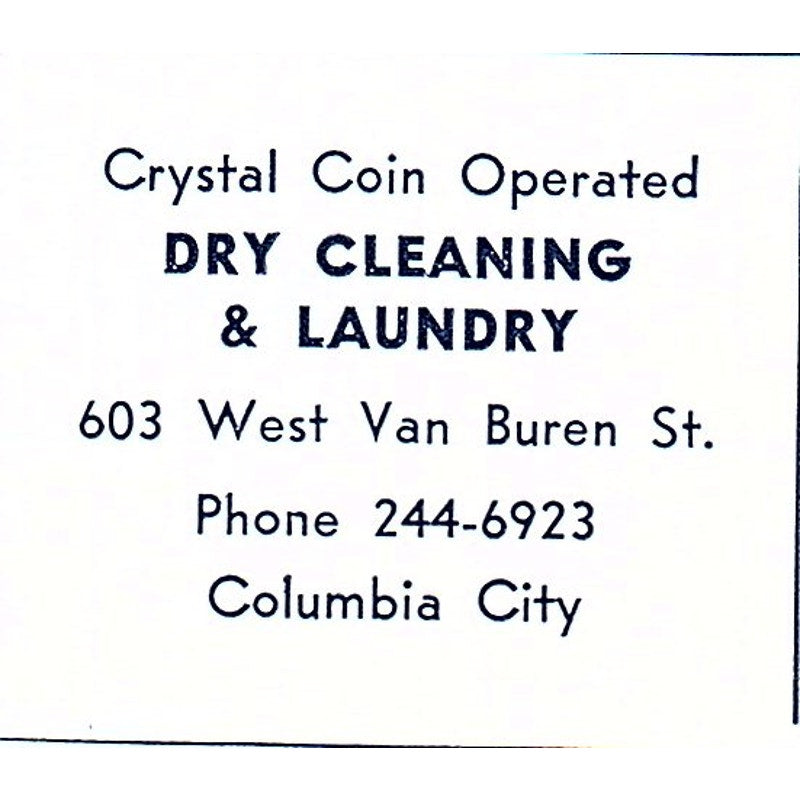 Crystal Coin Operated
DRY CLEANING
& LAUNDRY
603 West Van Buren St.
Phone 244-6923
Columbia City